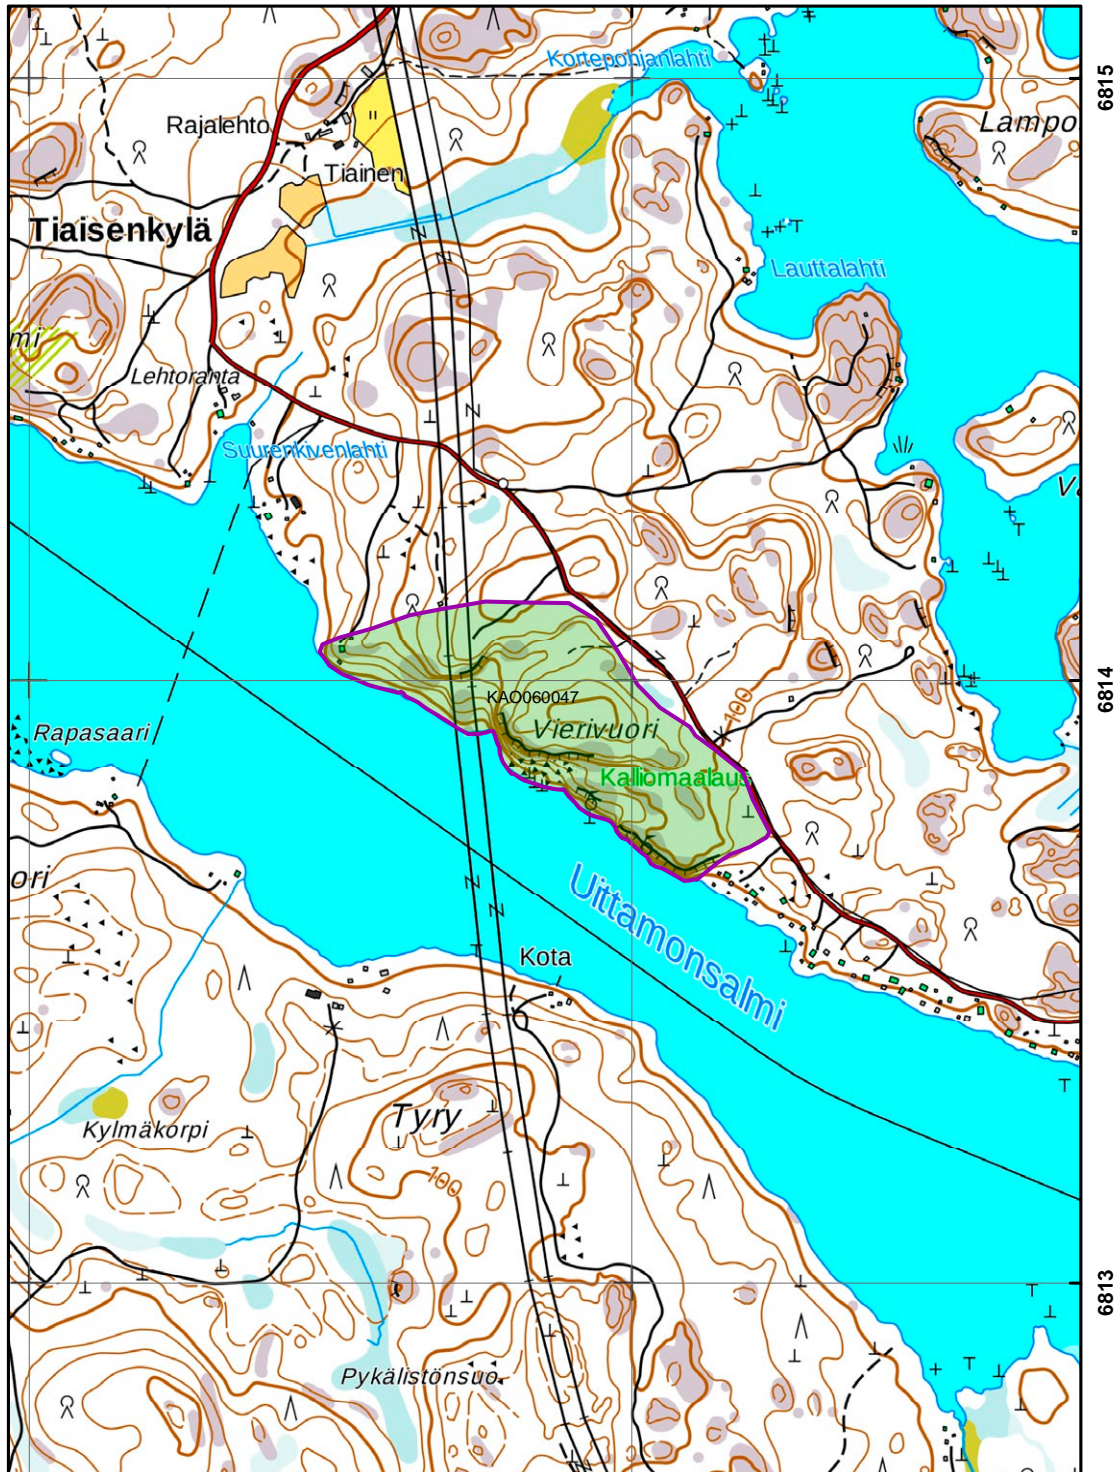 Kortepohjanlahti
6815
Rajalehto
Lampo
Tiainen
Tiaisenkylä
Lauttalahti
mi
Lehtoranta
Suurenkivenlahti
6814
KAO060047
100
Rapasaari
Vierivuori
Kalliomaalaus
ori
Uittamonsalmi
Kota
Tyry
Kylmäkorpi
100
6813
Pykälistönsuo